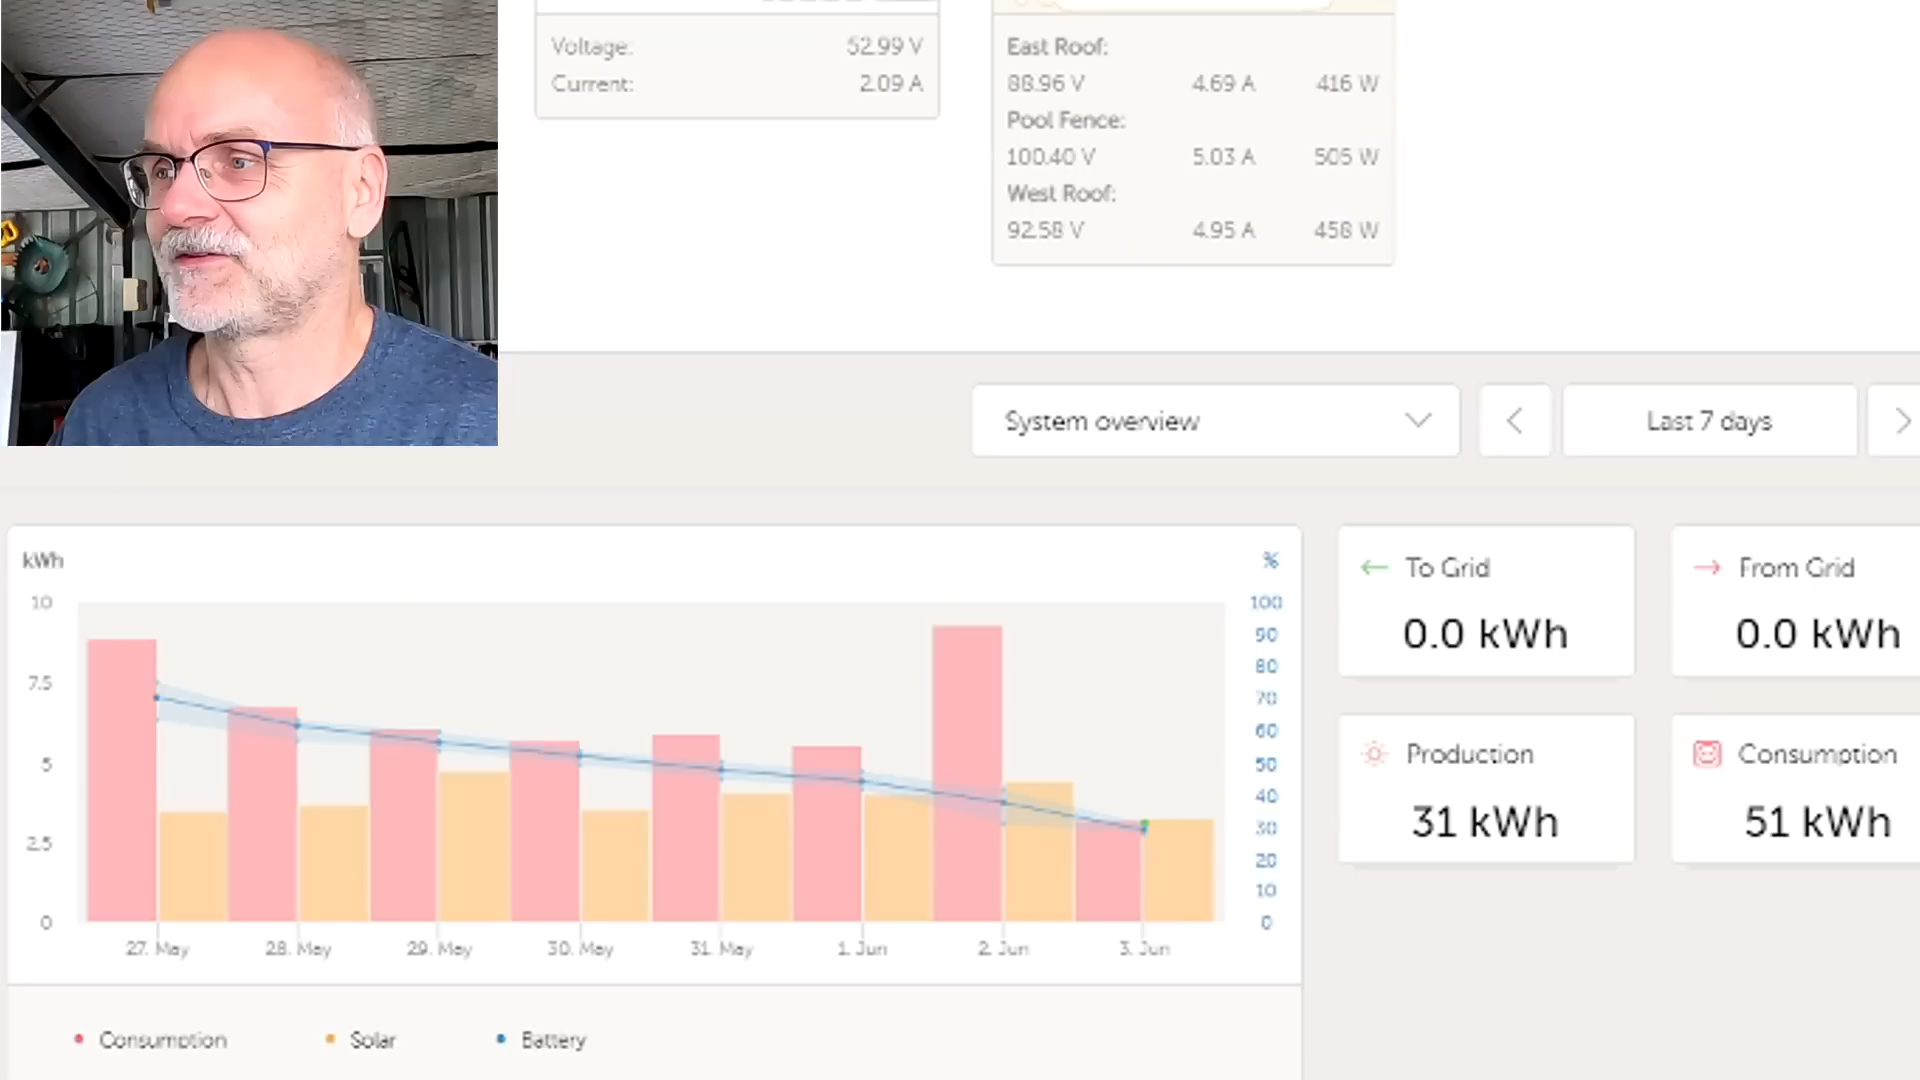 Voltage: 52.99 V
Current: 2.09 A
East Roof:
88.96 V 4.69 A 416 W
Pool Fence:
100.40 V 5.03 A 505 W
West Roof:
92.58 V 4.95 A 458 W
System overview
Last 7 days
kWh
%
10
7.5
5
2.5
0
100
90
80
70
60
50
40
30
20
10
0
27. May 28. May 29. May 30. May 31. May 1. Jun 2. Jun 3. Jun
Consumption Solar Battery
To Grid
0.0 kWh
From Grid
0.0 kWh
Production
31 kWh
Consumption
51 kWh